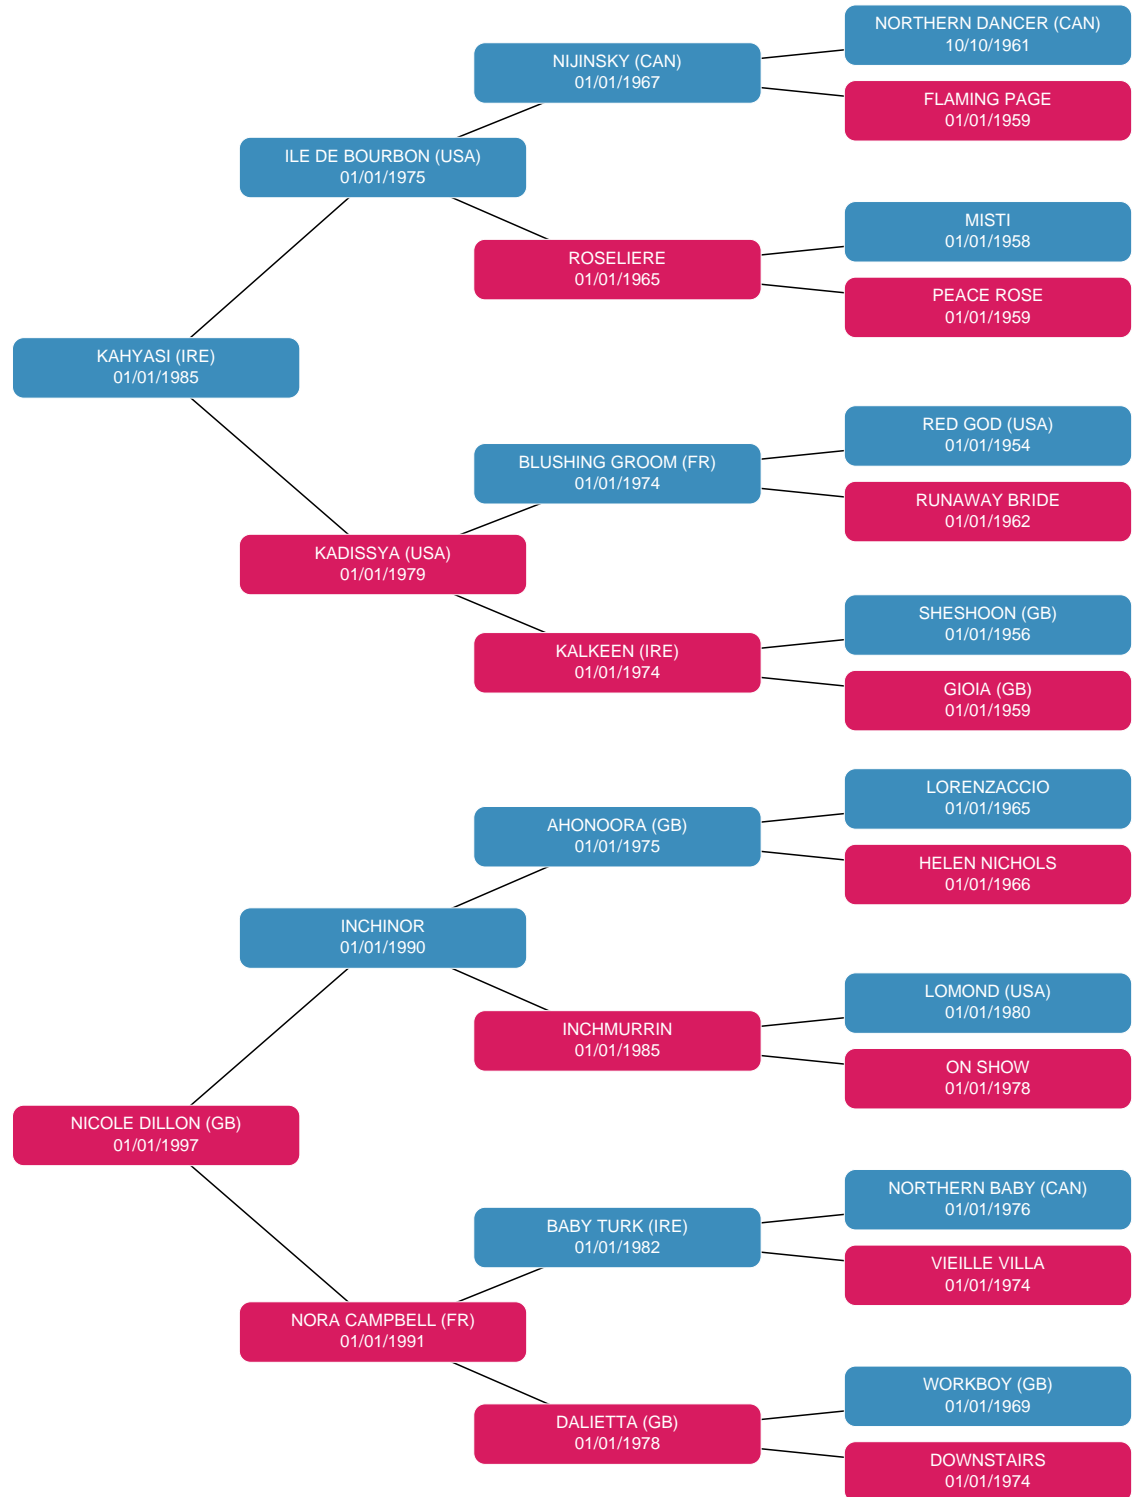 NORTHERN DANCER (CAN)
10/10/1961
NIJINSKY (CAN)
01/01/1967
FLAMING PAGE
01/01/1959
ILE DE BOURBON (USA)
01/01/1975
MISTI
01/01/1958
ROSELIERE
01/01/1965
PEACE ROSE
01/01/1959
KAHYASI (IRE)
01/01/1985
RED GOD (USA)
01/01/1954
BLUSHING GROOM (FR)
01/01/1974
RUNAWAY BRIDE
01/01/1962
KADISSYA (USA)
01/01/1979
SHESHOON (GB)
01/01/1956
KALKEEN (IRE)
01/01/1974
GIOIA (GB)
01/01/1959
LORENZACCIO
01/01/1965
AHONOORA (GB)
01/01/1975
HELEN NICHOLS
01/01/1966
INCHINOR
01/01/1990
LOMOND (USA)
01/01/1980
INCHMURRIN
01/01/1985
ON SHOW
01/01/1978
NICOLE DILLON (GB)
01/01/1997
NORTHERN BABY (CAN)
01/01/1976
BABY TURK (IRE)
01/01/1982
VIEILLE VILLA
01/01/1974
NORA CAMPBELL (FR)
01/01/1991
WORKBOY (GB)
01/01/1969
DALIETTA (GB)
01/01/1978
DOWNSTAIRS
01/01/1974